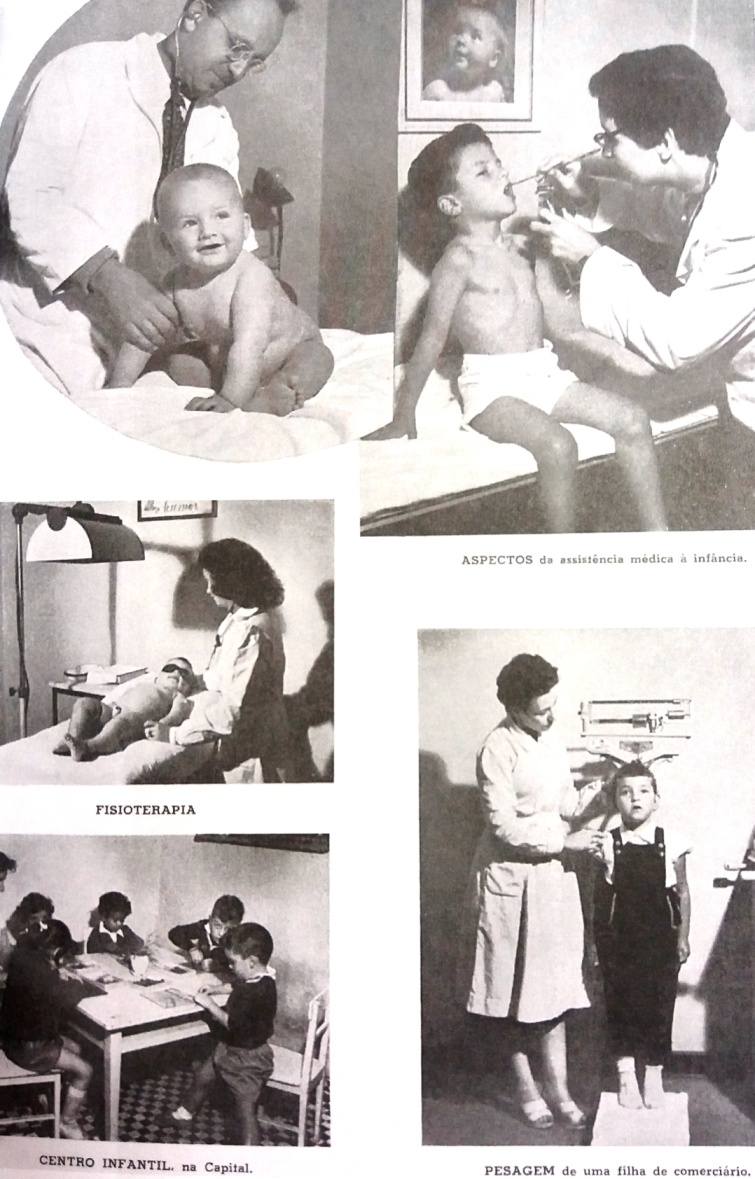 ASPECTOS da assistência médica à infância.
FISIOTERAPIA
CENTRO INFANTIL, na Capital.
PESAGEM de uma filha de comerciário.